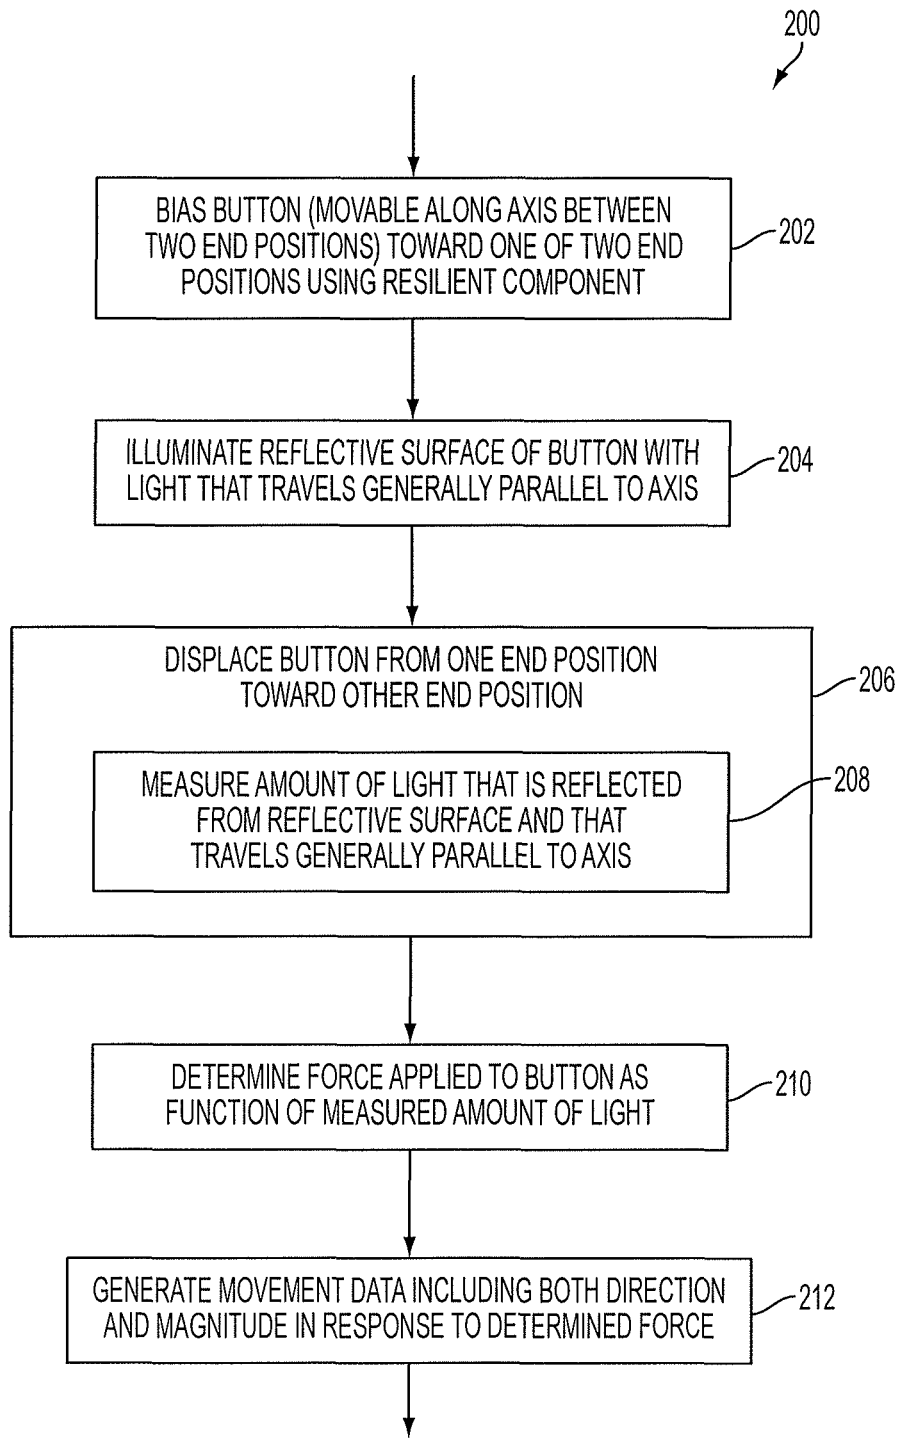 200
BIAS BUTTON (MOVABLE ALONG AXIS BETWEEN
TWO END POSITIONS) TOWARD ONE OF TWO END
POSITIONS USING RESILIENT COMPONENT
202
ILLUMINATE REFLECTIVE SURFACE OF BUTTON WITH
LIGHT THAT TRAVELS GENERALLY PARALLEL TO AXIS
204
DISPLACE BUTTON FROM ONE END POSITION
TOWARD OTHER END POSITION
206
MEASURE AMOUNT OF LIGHT THAT IS REFLECTED
FROM REFLECTIVE SURFACE AND THAT
TRAVELS GENERALLY PARALLEL TO AXIS
208
DETERMINE FORCE APPLIED TO BUTTON AS
FUNCTION OF MEASURED AMOUNT OF LIGHT
210
GENERATE MOVEMENT DATA INCLUDING BOTH DIRECTION
AND MAGNITUDE IN RESPONSE TO DETERMINED FORCE
212